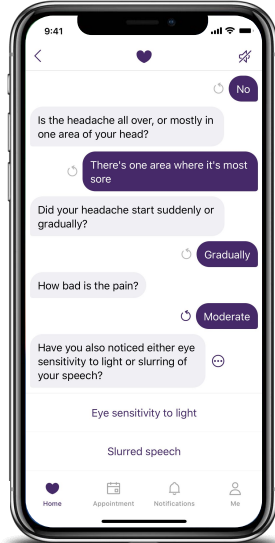 9:41
No
Is the headache all over, or mostly in
one area of your head?
There's one area where it's most
sore
Did your headache start suddenly or
gradually?
Gradually
How bad is the pain?
Moderate
Have you also noticed either eye
sensitivity to light or slurring of
your speech?
Eye sensitivity to light
Slurred speech
Home Appointment Notifications Me